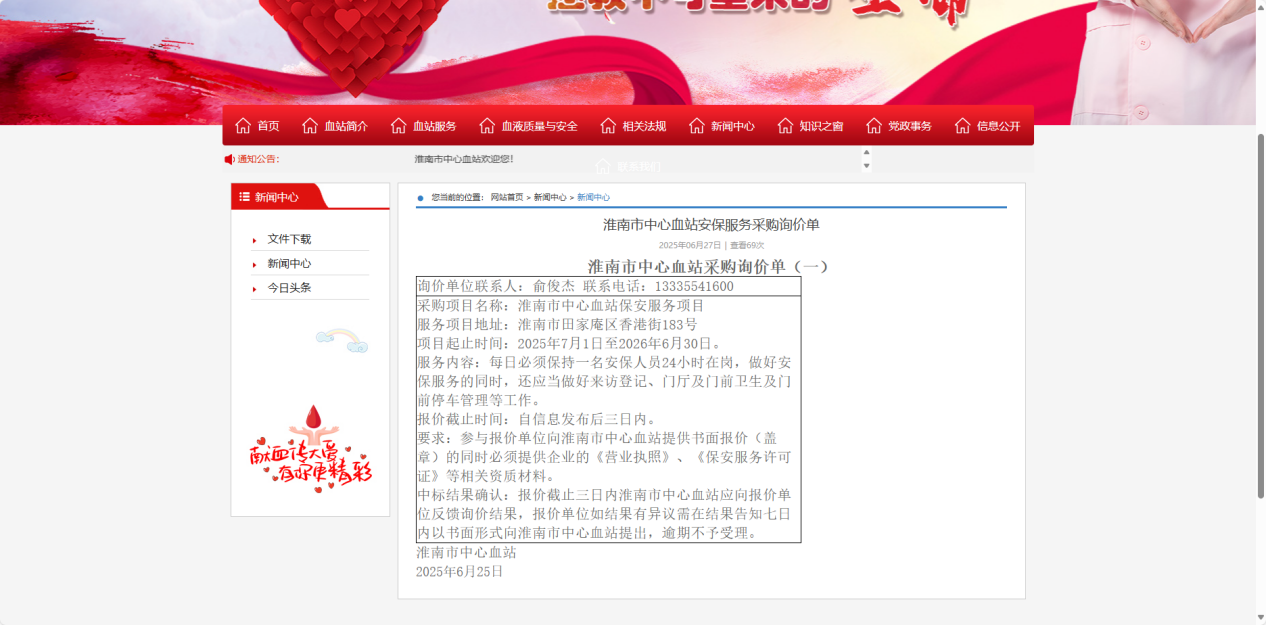 首页 血站简介 血站服务 血液质量与安全 相关法规 新闻中心 知识之窗 党政事务 信息公开
通知公告:
淮南市中心血站欢迎您!
联系我们
新闻中心
文件下载
新闻中心
今日头条
献血传大爱
有你更精彩
您当前的位置: 网站首页 > 新闻中心 > 新闻中心
淮南市中心血站安保服务采购询价单
2025年06月27日 | 查看69次
淮南市中心血站采购询价单(一)
询价单位联系人:俞俊杰 联系电话:13335541600
采购项目名称:淮南市中心血站保安服务项目
服务项目地址:淮南市田家庵区香港街183号
项目起止时间:2025年7月1日至2026年6月30日。
服务内容:每日必须保持一名安保人员24小时在岗,做好安
保服务的同时,还应当做好来访登记、门厅及门前卫生及门
前停车管理等工作。
报价截止时间:自信息发布后三日内。
要求:参与报价单位向淮南市中心血站提供书面报价(盖
章)的同时必须提供企业的《营业执照》、《保安服务许可
证》等相关资质材料。
中标结果确认:报价截止三日内淮南市中心血站应向报价单
位反馈询价结果,报价单位如结果有异议需在结果告知七日
内以书面形式向淮南市中心血站提出,逾期不予受理。
淮南市中心血站
2025年6月25日